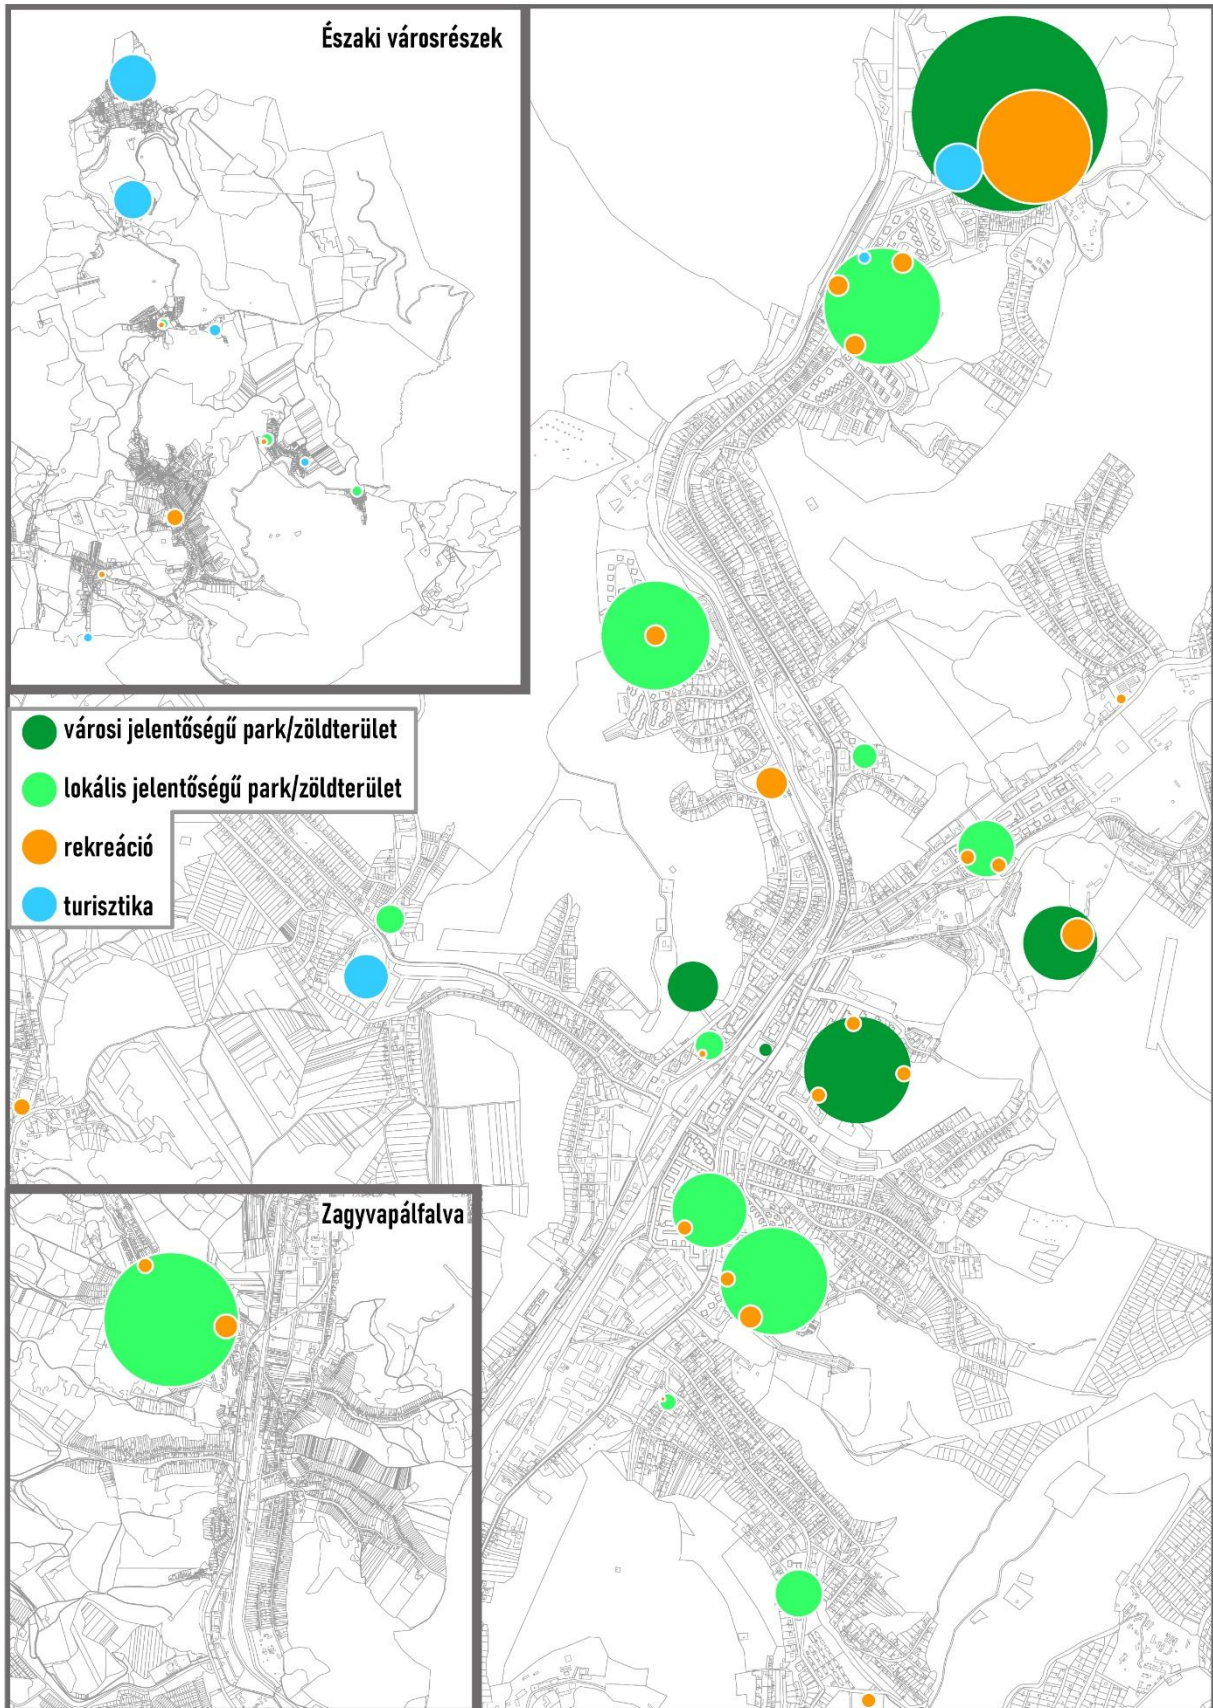 Északi városrészek
városi jelentőségű park/zöldterület
lokális jelentőségű park/zöldterület
rekreáció
turisztika
Zagyvapálfalva